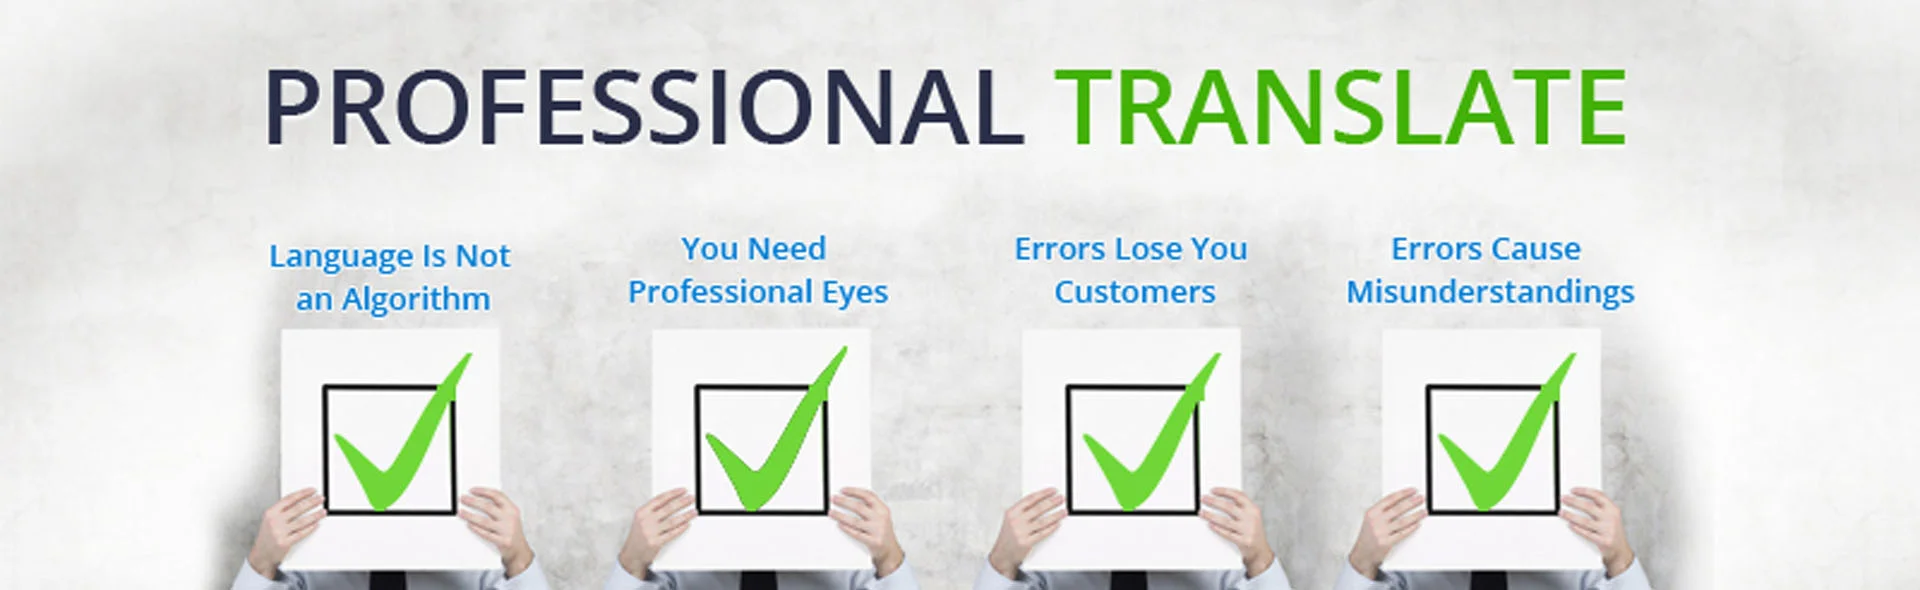 PROFESSIONAL TRANSLATE
Language Is Not
an Algorithm
You Need
Professional Eyes
Errors Lose You
Customers
Errors Cause
Misunderstandings